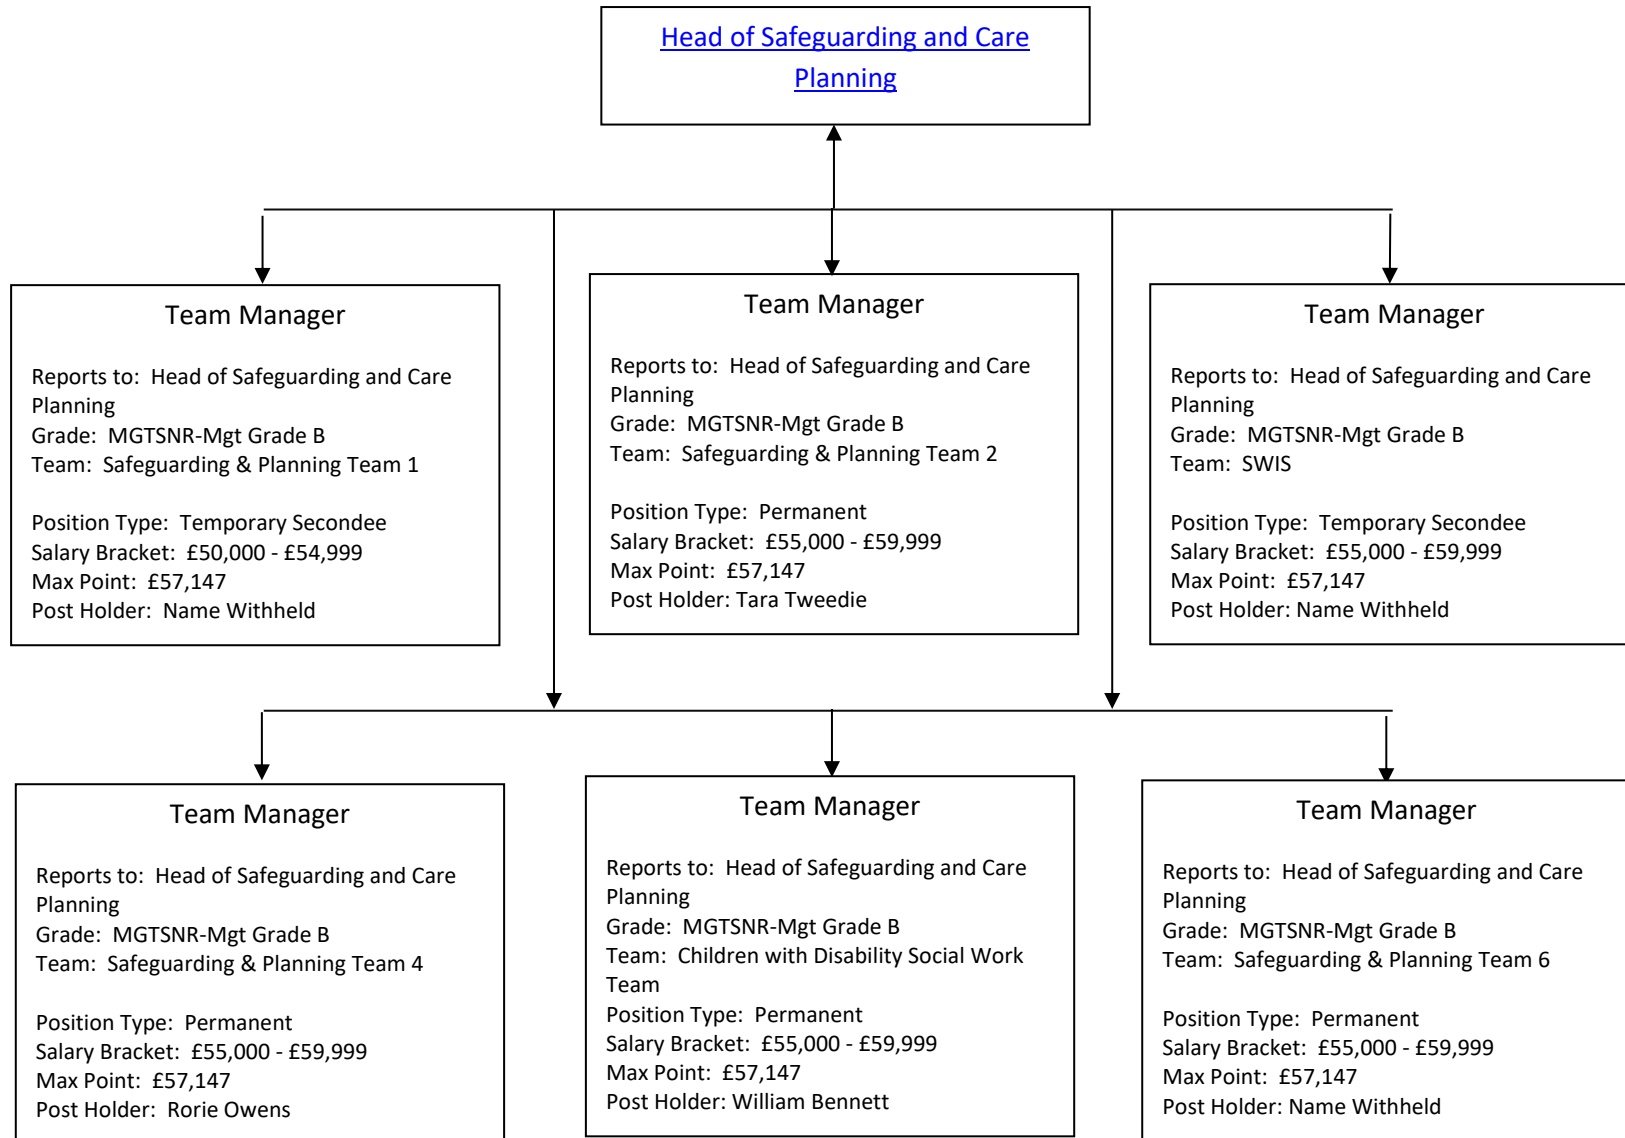 Head of Safeguarding and Care
Planning
Team Manager
Reports to:  Head of Safeguarding and Care
Planning
Grade:  MGTSNR-Mgt Grade B
Team:  Safeguarding & Planning Team 1
Position Type:  Temporary Secondee
Salary Bracket:  £50,000 - £54,999
Max Point:  £57,147
Post Holder:  Name Withheld
Team Manager
Reports to:  Head of Safeguarding and Care
Planning
Grade:  MGTSNR-Mgt Grade B
Team:  Safeguarding & Planning Team 2
Position Type:  Permanent
Salary Bracket:  £55,000 - £59,999
Max Point:  £57,147
Post Holder: Tara Tweedie
Team Manager
Reports to:  Head of Safeguarding and Care
Planning
Grade:  MGTSNR-Mgt Grade B
Team:  SWIS
Position Type:  Temporary Secondee
Salary Bracket:  £55,000 - £59,999
Max Point:  £57,147
Post Holder: Name Withheld
Team Manager
Reports to:  Head of Safeguarding and Care
Planning
Grade:  MGTSNR-Mgt Grade B
Team:  Safeguarding & Planning Team 4
Position Type:  Permanent
Salary Bracket:  £55,000 - £59,999
Max Point:  £57,147
Post Holder:  Rorie Owens
Team Manager
Reports to:  Head of Safeguarding and Care
Planning
Grade:  MGTSNR-Mgt Grade B
Team:  Children with Disability Social Work
Team
Position Type:  Permanent
Salary Bracket:  £55,000 - £59,999
Max Point:  £57,147
Post Holder: William Bennett
Team Manager
Reports to:  Head of Safeguarding and Care
Planning
Grade:  MGTSNR-Mgt Grade B
Team:  Safeguarding & Planning Team 6
Position Type:  Permanent
Salary Bracket:  £55,000 - £59,999
Max Point:  £57,147
Post Holder: Name Withheld